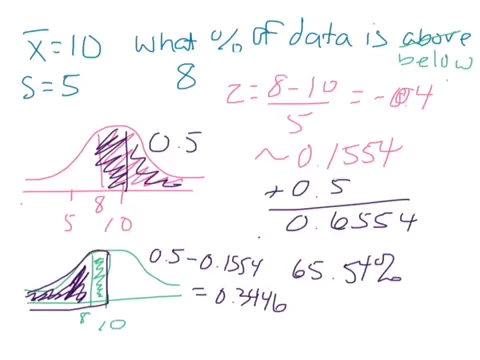 x̄ = 10 What % of data is above
below
S = 5 8
z = 8 - 10 / 5 = -0.4
0.5
~0.1554
+ 0.5
0.6554
5 8 10
0.5 - 0.1554 65.54%
= 0.3446
8 10